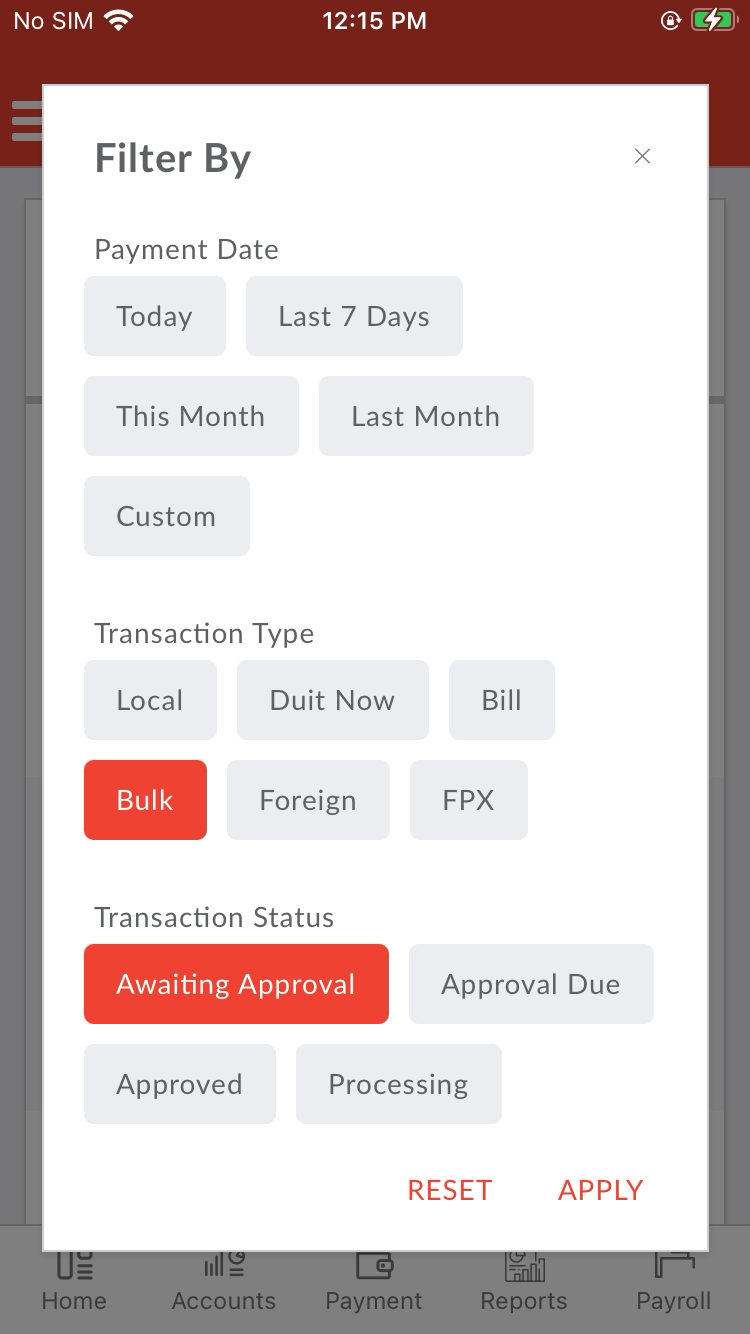 No SIM 12:15 PM
Filter By
Payment Date
Today Last 7 Days
This Month Last Month
Custom
Transaction Type
Local Duit Now Bill
Bulk Foreign FPX
Transaction Status
Awaiting Approval Approval Due
Approved Processing
RESET APPLY
Home Accounts Payment Reports Payroll